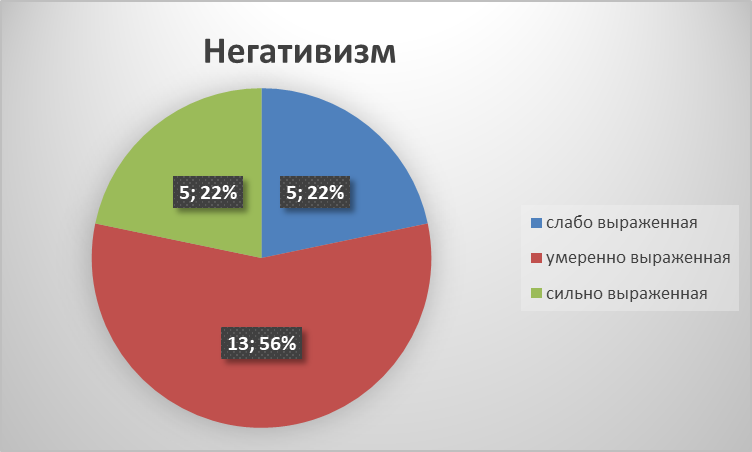 Негативизм
5; 22%
5; 22%
13; 56%
слабо выраженная
умеренно выраженная
сильно выраженная